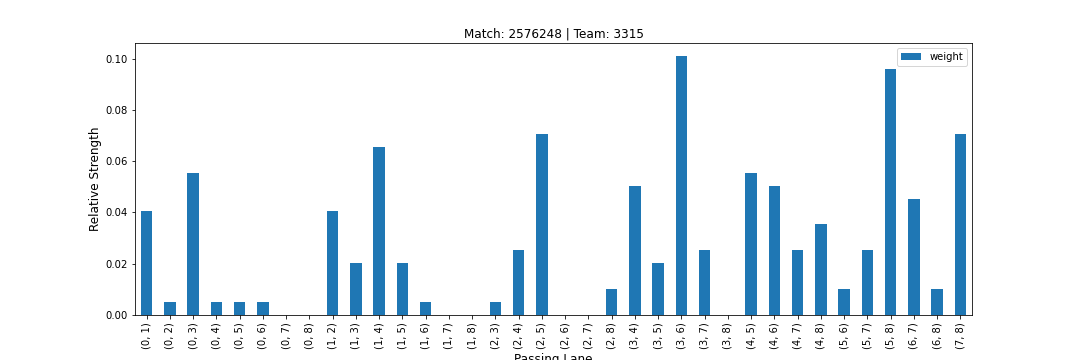 Match: 2576248 | Team: 3315
weight
Relative Strength
0.10
0.08
0.06
0.04
0.02
0.00
(0, 1) (0, 2) (0, 3) (0, 4) (0, 5) (0, 6) (0, 7) (0, 8) (1, 2) (1, 3) (1, 4) (1, 5) (1, 6) (1, 7) (1, 8) (2, 3) (2, 4) (2, 5) (2, 6) (2, 7) (2, 8) (3, 4) (3, 5) (3, 6) (3, 7) (3, 8) (4, 5) (4, 6) (4, 7) (4, 8) (5, 6) (5, 7) (5, 8) (6, 7) (6, 8) (7, 8)
Passing Lane